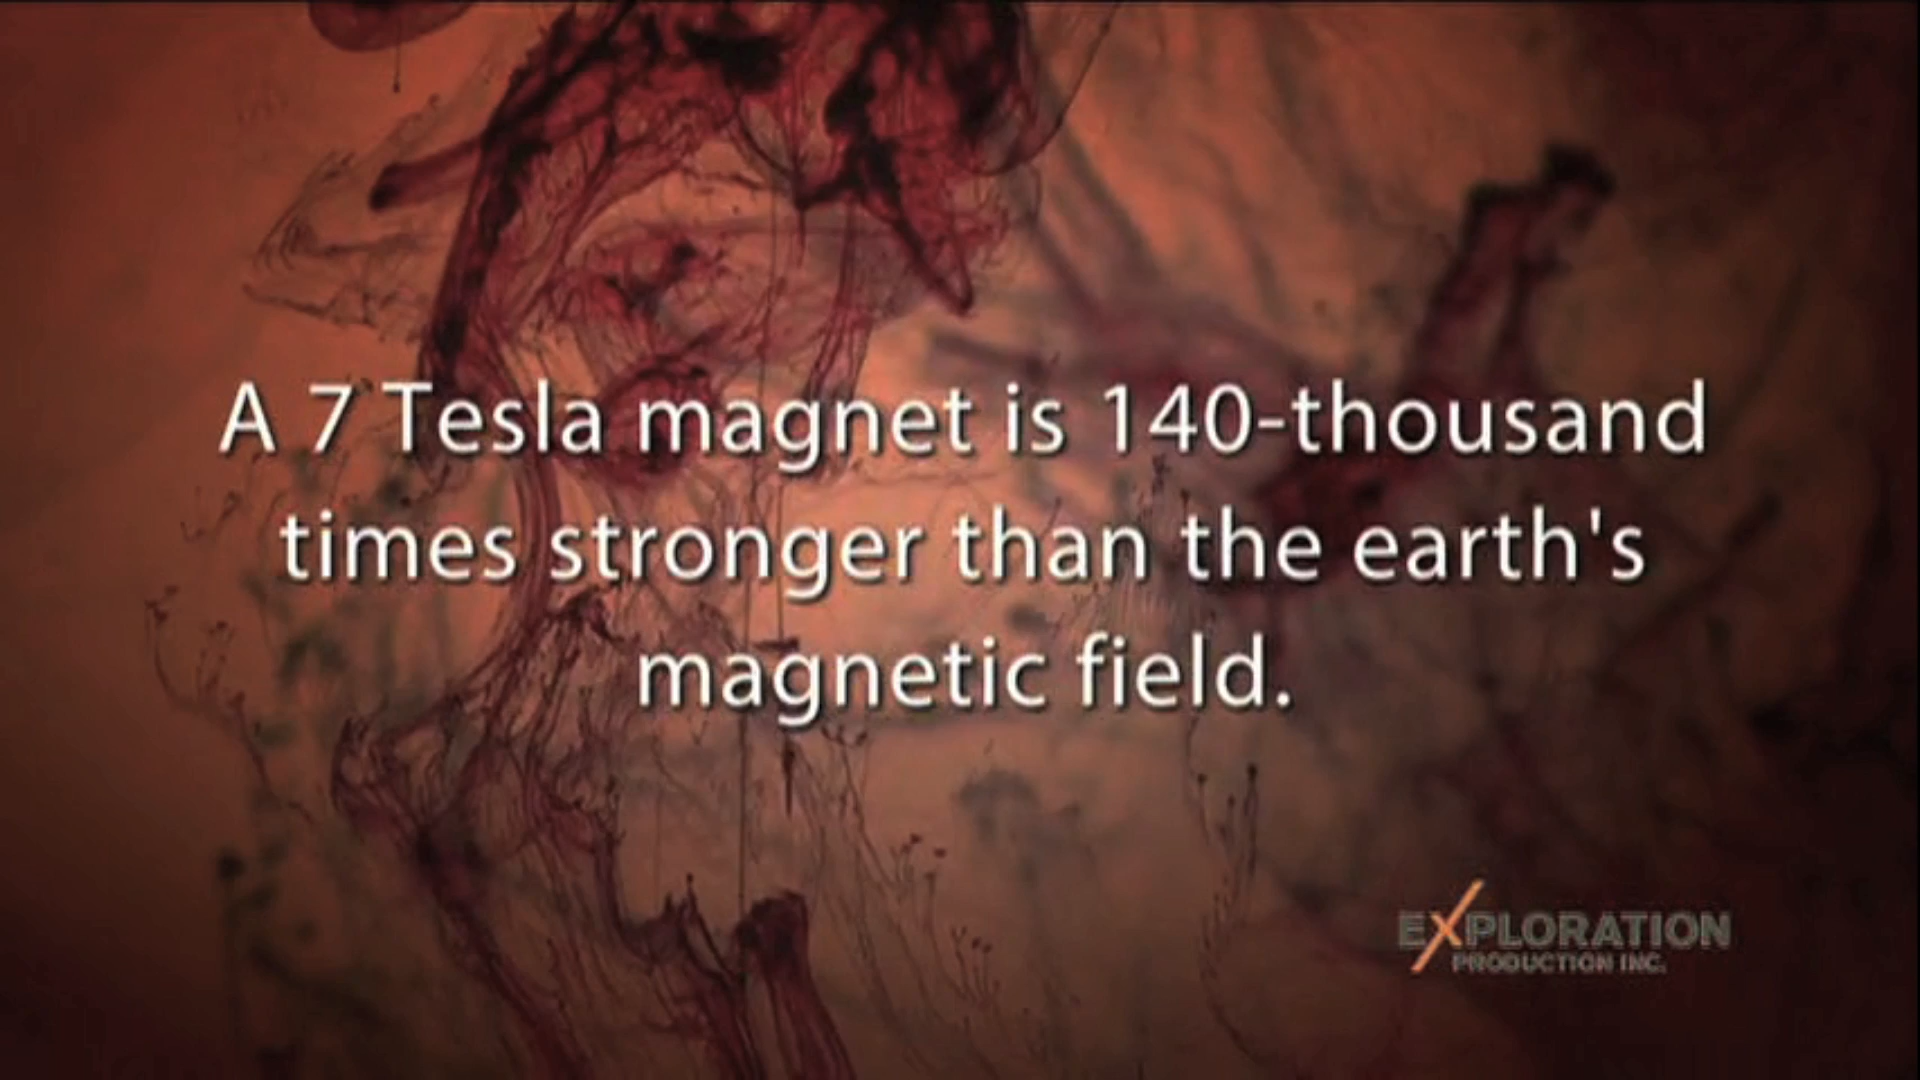 A 7 Tesla magnet is 140-thousand
times stronger than the earth's
magnetic field.
EXPLORATION
PRODUCTION INC.